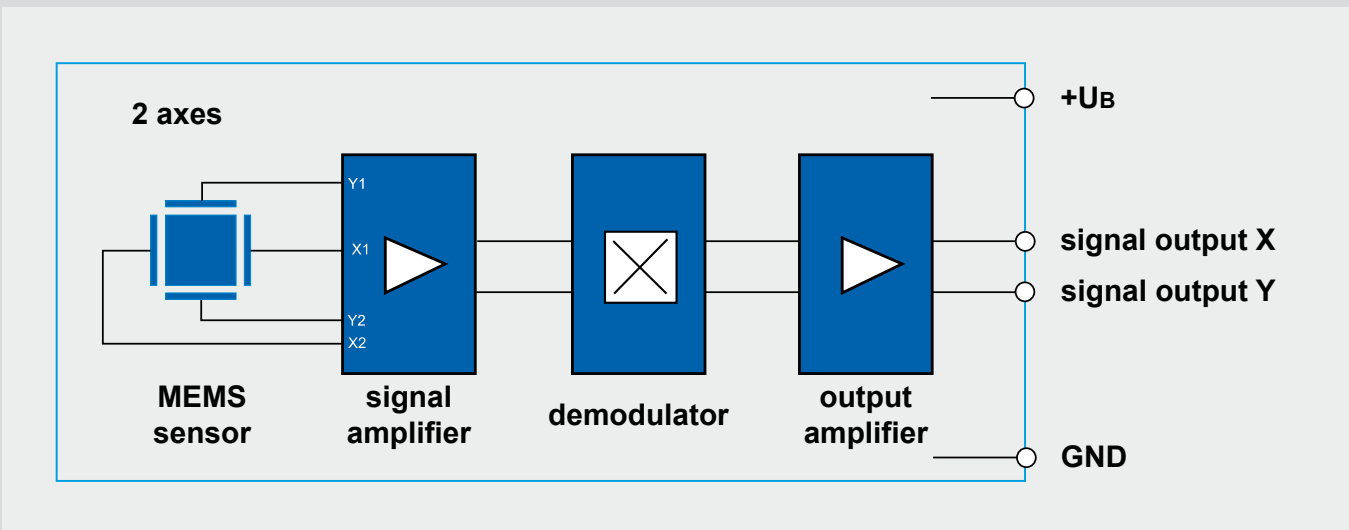 2 axes
+UB
Y1
X1
Y2
X2
signal output X
signal output Y
MEMS
sensor
signal
amplifier
demodulator
output
amplifier
GND